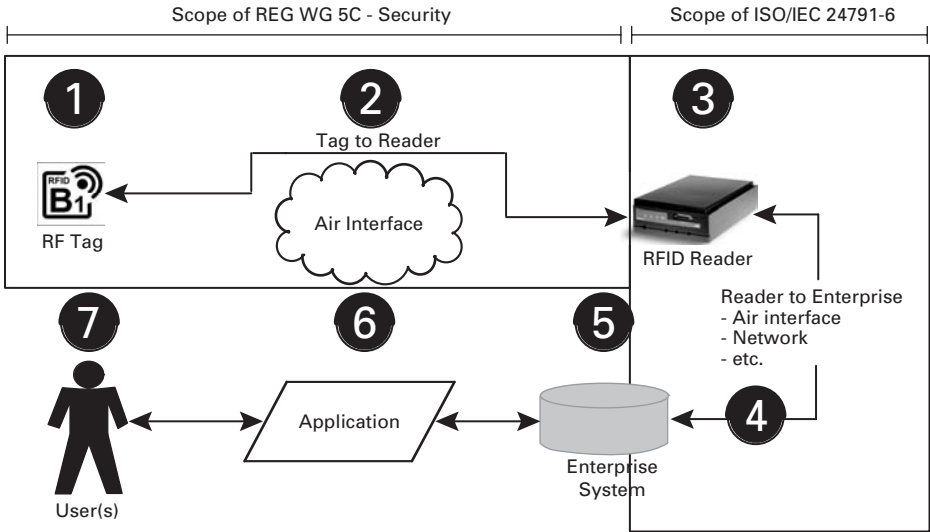 Scope of REG WG 5C - Security
Scope of ISO/IEC 24791-6
1
2
3
Tag to Reader
RFID
B1
Air Interface
RF Tag
RFID Reader
Reader to Enterprise
- Air interface
- Network
- etc.
7
6
5
4
Application
Enterprise
System
User(s)